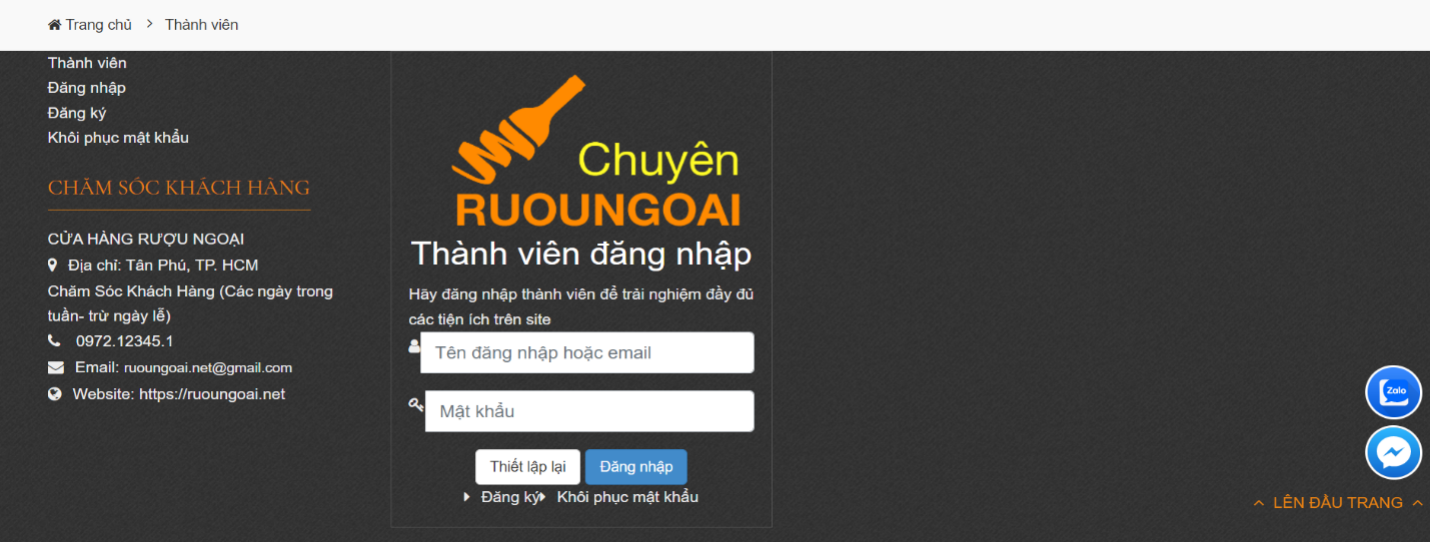 Trang chủ > Thành viên
Thành viên
Đăng nhập
Đăng ký
Khôi phục mật khẩu
CHĂM SÓC KHÁCH HÀNG
CỬA HÀNG RƯỢU NGOẠI
Địa chỉ: Tân Phú, TP. HCM
Chăm Sóc Khách Hàng (Các ngày trong
tuần- trừ ngày lễ)
0972.12345.1
Email: ruoungoai.net@gmail.com
Website: https://ruoungoai.net
Chuyên
RUOUNGOAI
Thành viên đăng nhập
Hãy đăng nhập thành viên để trải nghiệm đầy đủ
các tiện ích trên site
Tên đăng nhập hoặc email
Mật khẩu
Thiết lập lại Đăng nhập
Đăng ký Khôi phục mật khẩu
Zalo
LÊN ĐẦU TRANG